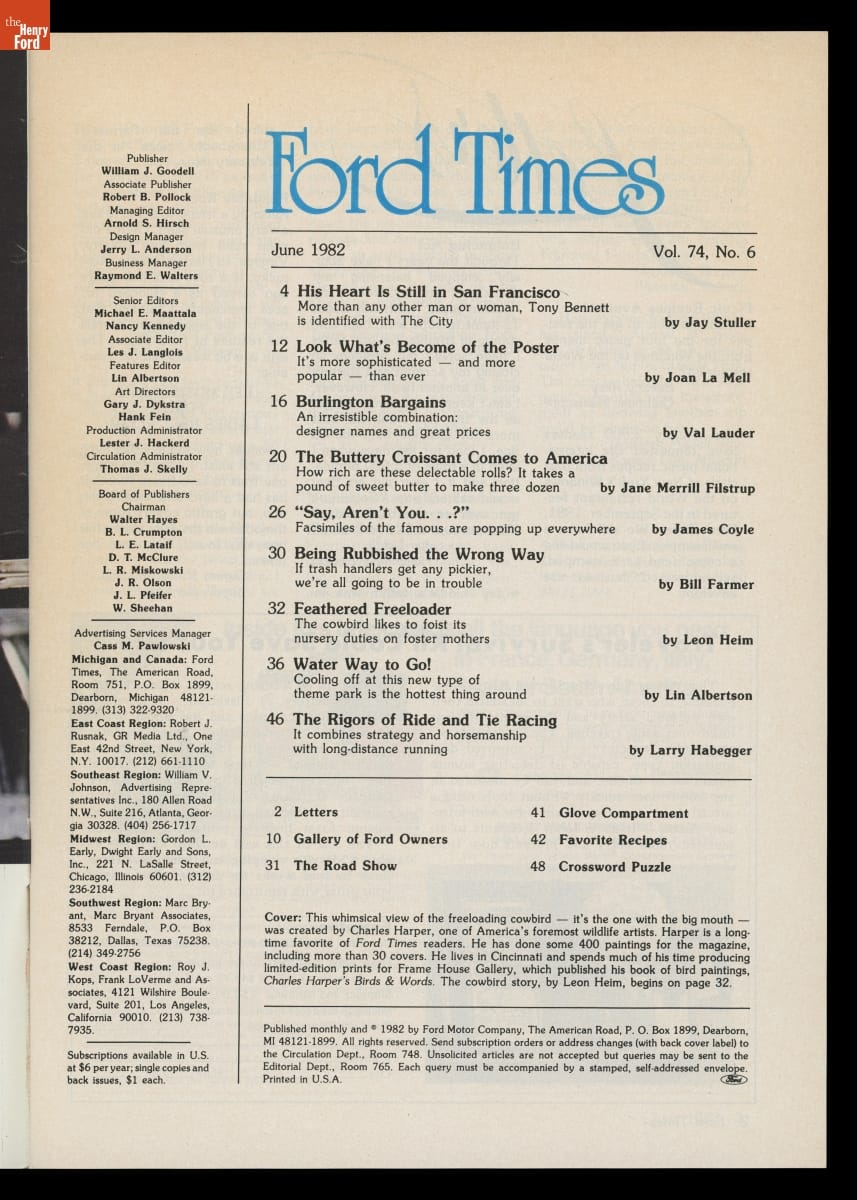 the
Henry
Ford
Publisher
William J. Goodell
Associate Publisher
Robert B. Pollock
Managing Editor
Arnold S. Hirsch
Design Manager
Jerry L. Anderson
Business Manager
Raymond E. Walters
Senior Editors
Michael E. Maattala
Nancy Kennedy
Associate Editor
Les J. Langlois
Features Editor
Lin Albertson
Art Directors
Gary J. Dykstra
Hank Fein
Production Administrator
Lester J. Hackerd
Circulation Administrator
Thomas J. Skelly
Board of Publishers
Chairman
Walter Hayes
B. L. Crumpton
L. E. Lataif
D. T. McClure
L. R. Miskowski
J. R. Olson
J. L. Pfeifer
W. Sheehan
Advertising Services Manager
Cass M. Pawlowski
Michigan and Canada: Ford
Times, The American Road,
Room 751, P.O. Box 1899,
Dearborn, Michigan 48121-
1899. (313) 322-9320
East Coast Region: Robert J.
Rusnak, GR Media Ltd., One
East 42nd Street, New York,
N.Y. 10017. (212) 661-1110
Southeast Region: William V.
Johnson, Advertising Repre-
sentatives Inc., 180 Allen Road
N.W., Suite 216, Atlanta, Geor-
gia 30328. (404) 256-1717
Midwest Region: Gordon L.
Early, Dwight Early and Sons,
Inc., 221 N. LaSalle Street,
Chicago, Illinois 60601. (312)
236-2184
Southwest Region: Marc Bry-
ant, Marc Bryant Associates,
8533 Ferndale, P.O. Box
38212, Dallas, Texas 75238.
(214) 349-2756
West Coast Region: Roy J.
Kops, Frank LoVerme and As-
sociates, 4121 Wilshire Boule-
vard, Suite 201, Los Angeles,
California 90010. (213) 738-
7935.
Subscriptions available in U.S.
at $6 per year; single copies and
back issues, $1 each.
Ford Times
June 1982 Vol. 74, No. 6
4 His Heart Is Still in San Francisco
More than any other man or woman, Tony Bennett
is identified with The City by Jay Stuller
12 Look What's Become of the Poster
It's more sophisticated — and more
popular — than ever by Joan La Mell
16 Burlington Bargains
An irresistible combination:
designer names and great prices by Val Lauder
20 The Buttery Croissant Comes to America
How rich are these delectable rolls? It takes a
pound of sweet butter to make three dozen by Jane Merrill Filstrup
26 “Say, Aren't You. . .?”
Facsimiles of the famous are popping up everywhere by James Coyle
30 Being Rubbished the Wrong Way
If trash handlers get any pickier,
we're all going to be in trouble by Bill Farmer
32 Feathered Freeloader
The cowbird likes to foist its
nursery duties on foster mothers by Leon Heim
36 Water Way to Go!
Cooling off at this new type of
theme park is the hottest thing around by Lin Albertson
46 The Rigors of Ride and Tie Racing
It combines strategy and horsemanship
with long-distance running by Larry Habegger
2 Letters 41 Glove Compartment
10 Gallery of Ford Owners 42 Favorite Recipes
31 The Road Show 48 Crossword Puzzle
Cover: This whimsical view of the freeloading cowbird — it's the one with the big mouth —
was created by Charles Harper, one of America's foremost wildlife artists. Harper is a long-
time favorite of Ford Times readers. He has done some 400 paintings for the magazine,
including more than 30 covers. He lives in Cincinnati and spends much of his time producing
limited-edition prints for Frame House Gallery, which published his book of bird paintings,
Charles Harper's Birds & Words. The cowbird story, by Leon Heim, begins on page 32.
Published monthly and © 1982 by Ford Motor Company, The American Road, P. O. Box 1899, Dearborn,
MI 48121-1899. All rights reserved. Send subscription orders or address changes (with back cover label) to
the Circulation Dept., Room 748. Unsolicited articles are not accepted but queries may be sent to the
Editorial Dept., Room 765. Each query must be accompanied by a stamped, self-addressed envelope.
Printed in U.S.A. Ford